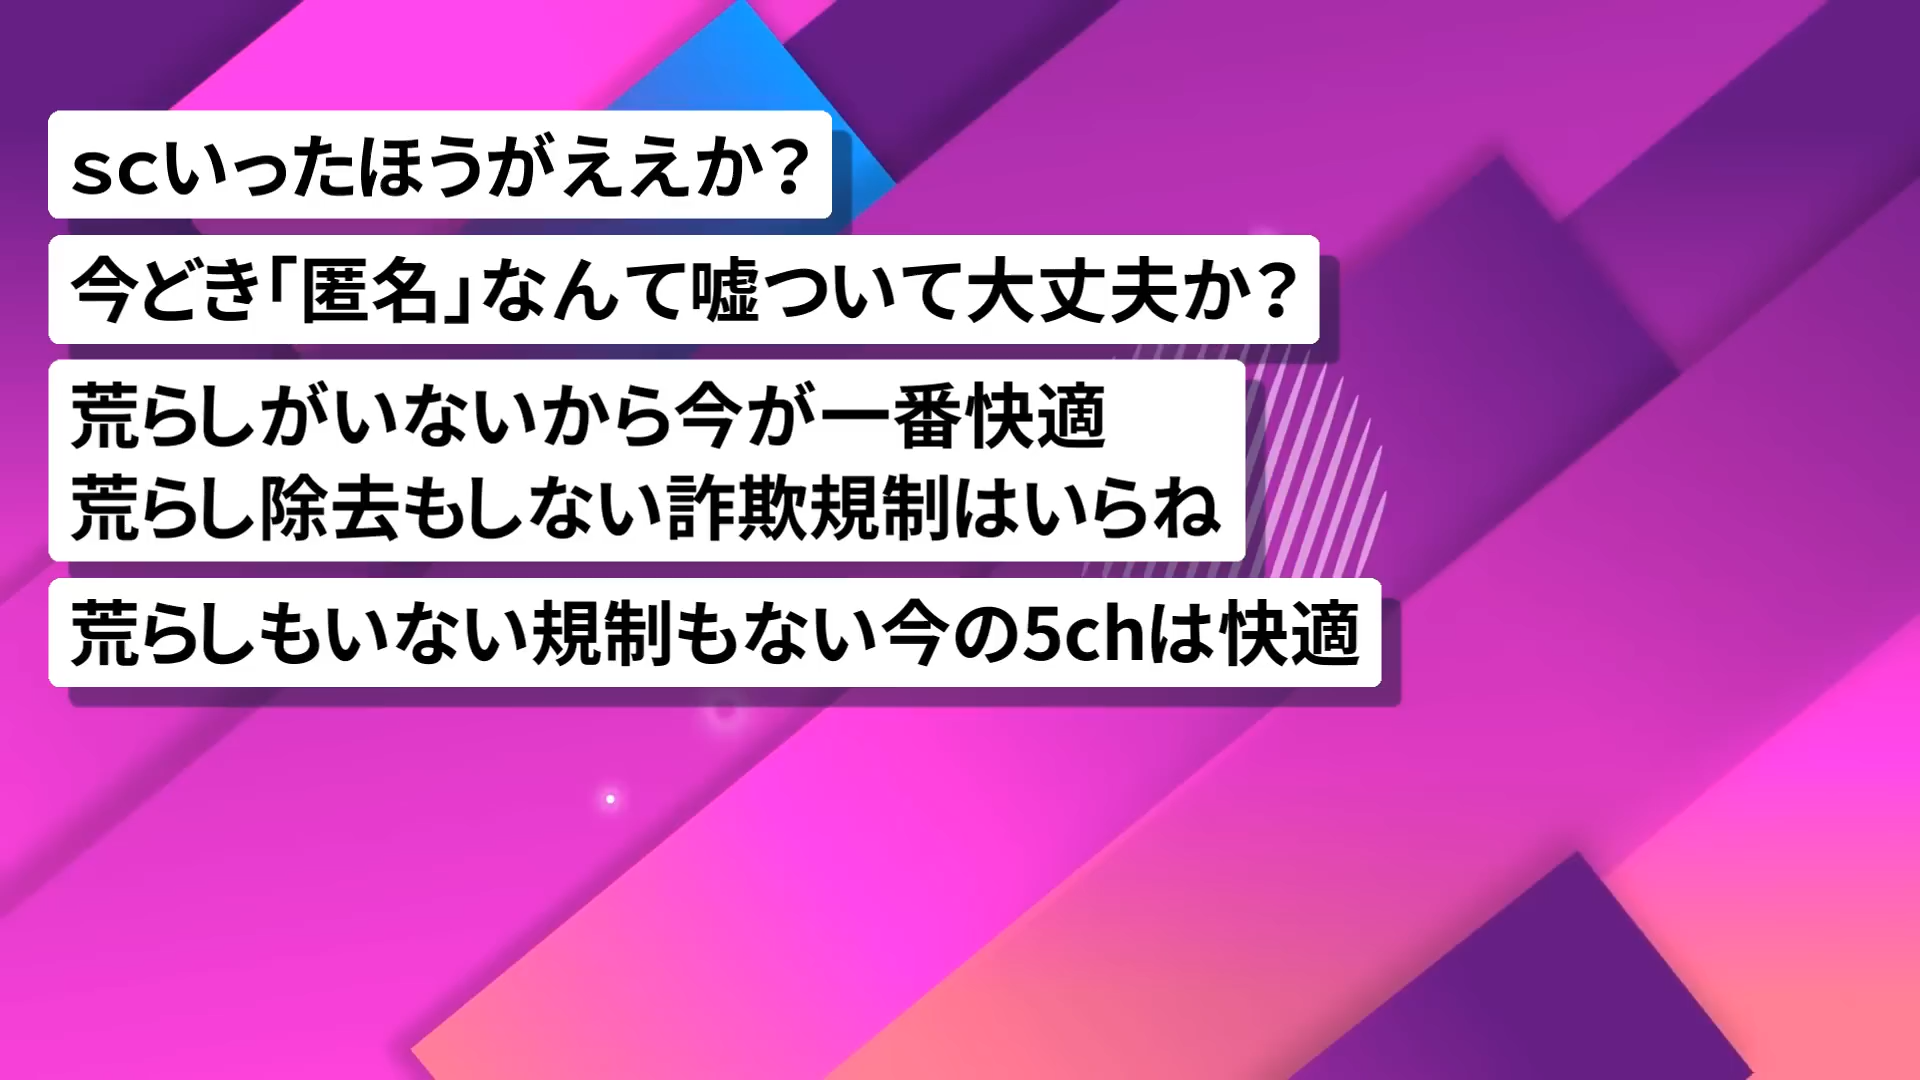 ｓｃいったほうがええか？
今どき「匿名」なんて嘘ついて大丈夫か？
荒らしがいないから今が一番快適
荒らし除去もしない詐欺規制はいらね
荒らしもいない規制もない今の5chは快適